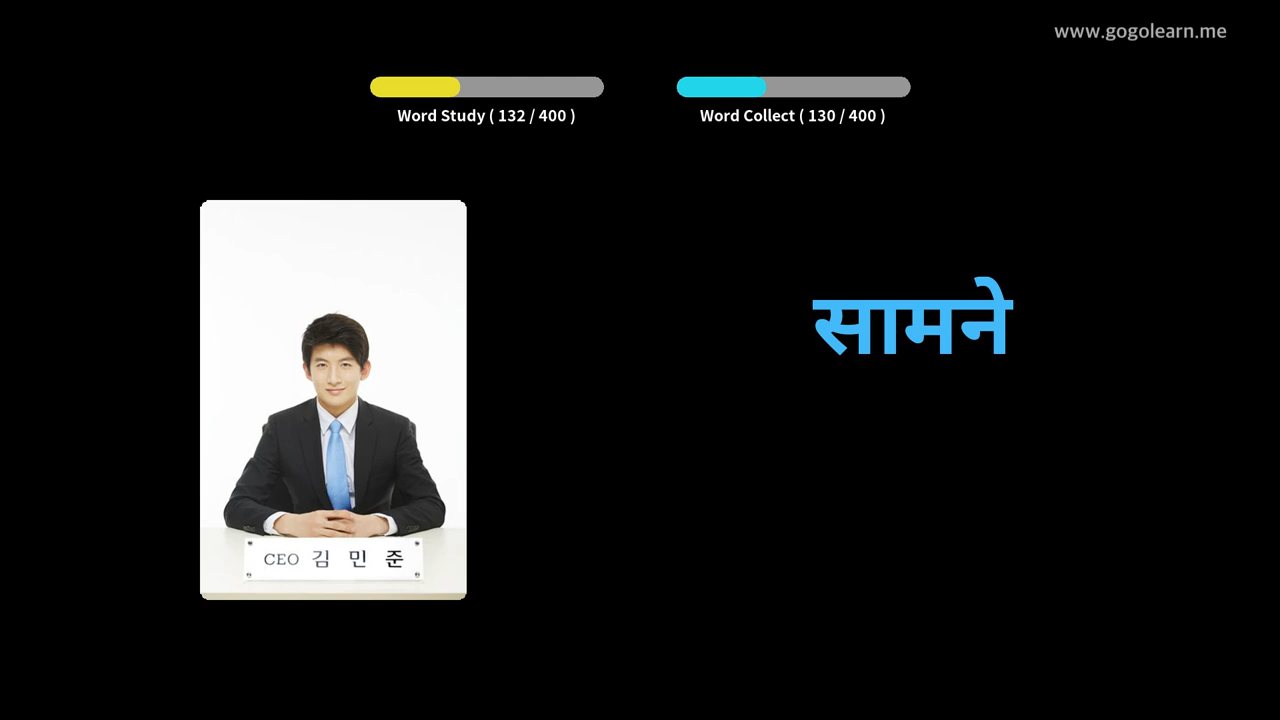 www.gogolearn.me
Word Study ( 132 / 400 )
Word Collect ( 130 / 400 )
सामने
CEO 김 민 준